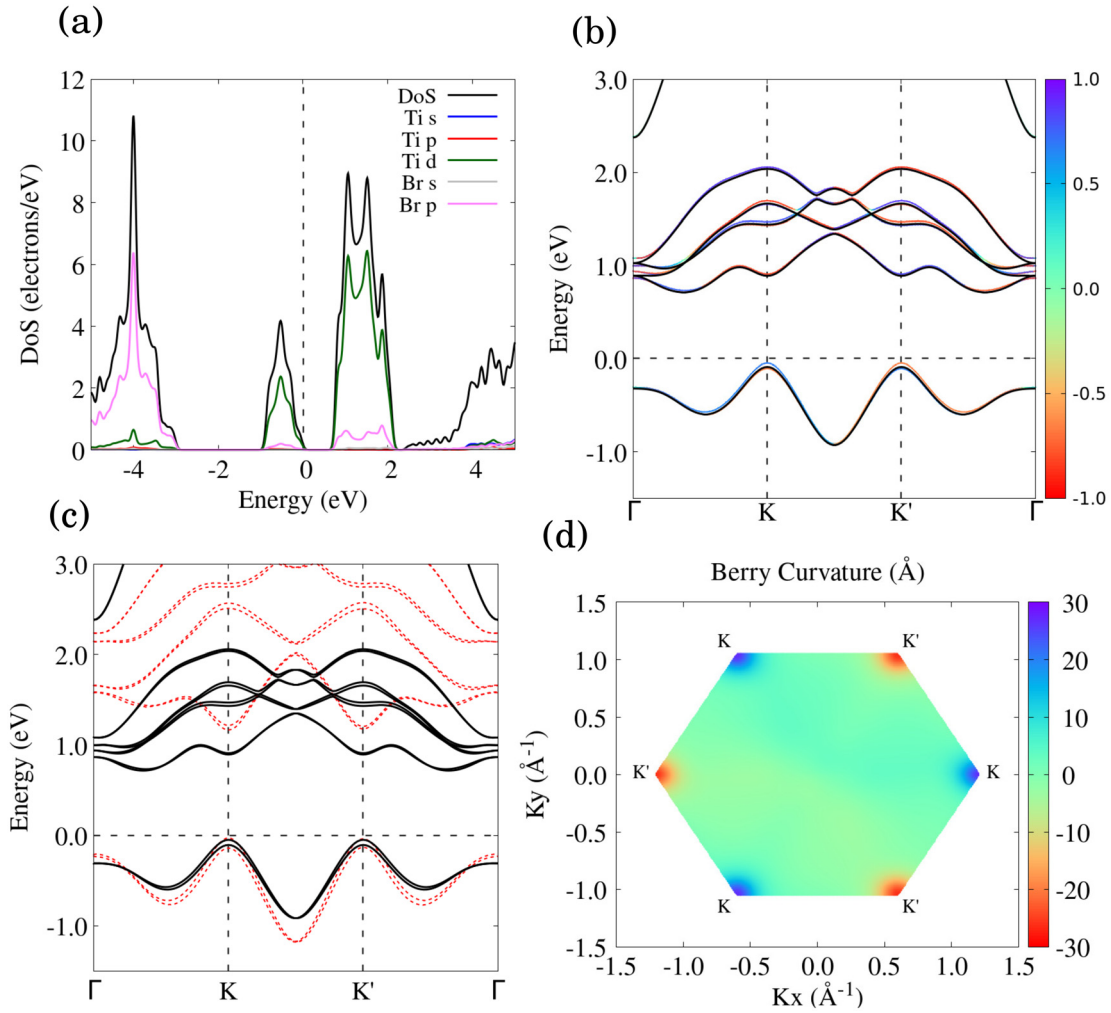 (a)
12
10
8
6
4
2
0
DoS (electrons/eV)
-4
-2
0
2
4
Energy (eV)
DoS
Ti s
Ti p
Ti d
Br s
Br p
(b)
3.0
2.0
1.0
0.0
-1.0
Energy (eV)
Γ
K
K'
Γ
1.0
0.5
0.0
-0.5
-1.0
(c)
3.0
2.0
1.0
0.0
-1.0
Energy (eV)
Γ
K
K'
Γ
(d)
Berry Curvature (Å)
1.5
1.0
0.5
0.0
-0.5
-1.0
-1.5
Ky (Å⁻¹)
K
K'
K'
K
K
K'
-1.5
-1.0
-0.6
0.0
0.6
1.0
1.5
Kx (Å⁻¹)
30
20
10
0
-10
-20
-30